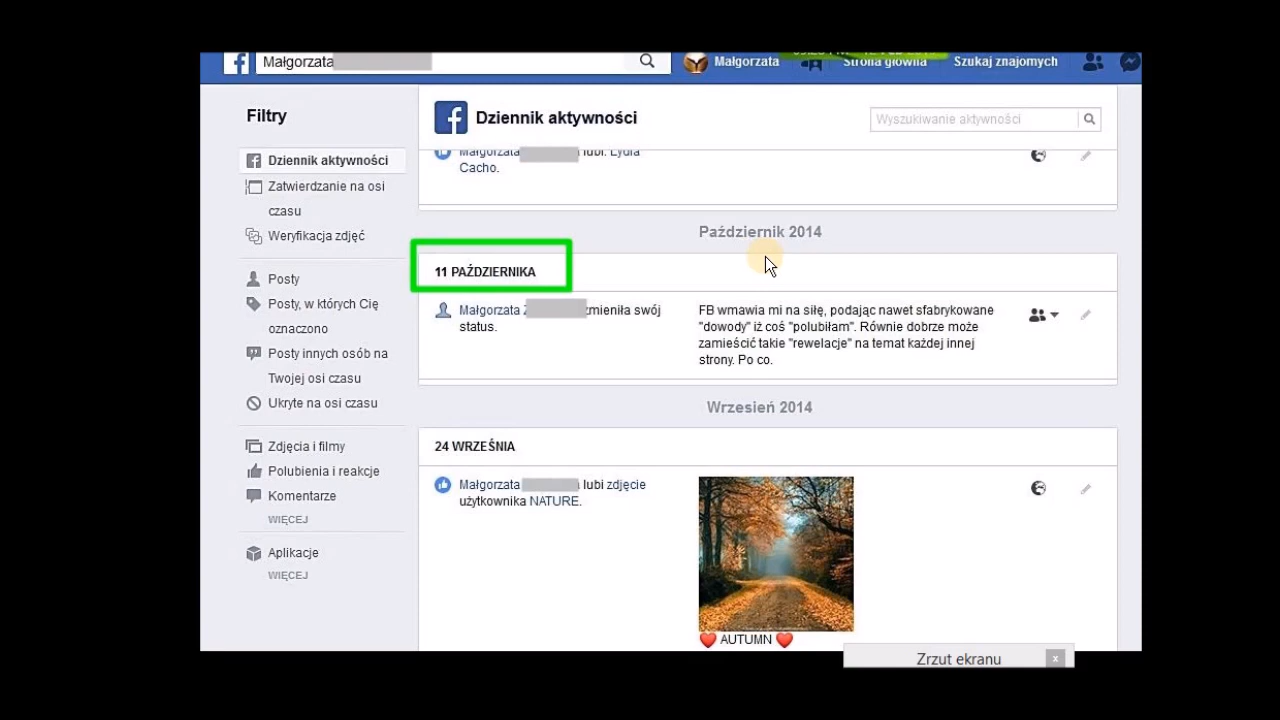 Małgorzata
Małgorzata
Strona główna
Szukaj znajomych
Filtry
Dziennik aktywności
Zatwierdzanie na osi
czasu
Weryfikacja zdjęć
Posty
Posty, w których Cię
oznaczono
Posty innych osób na
Twojej osi czasu
Ukryte na osi czasu
Zdjęcia i filmy
Polubienia i reakcje
Komentarze
WIĘCEJ
Aplikacje
WIĘCEJ
Dziennik aktywności
Wyszukiwanie aktywności
Małgorzata lubi: Lydia
Cacho.
Październik 2014
11 PAŹDZIERNIKA
Małgorzata zmieniła swój
status.
FB wmawia mi na siłę, podając nawet sfabrykowane
"dowody" iż coś "polubiłam". Równie dobrze może
zamieścić takie "rewelacje" na temat każdej innej
strony. Po co.
Wrzesień 2014
24 WRZEŚNIA
Małgorzata lubi zdjęcie
użytkownika NATURE.
❤ AUTUMN ❤
Zrzut ekranu x